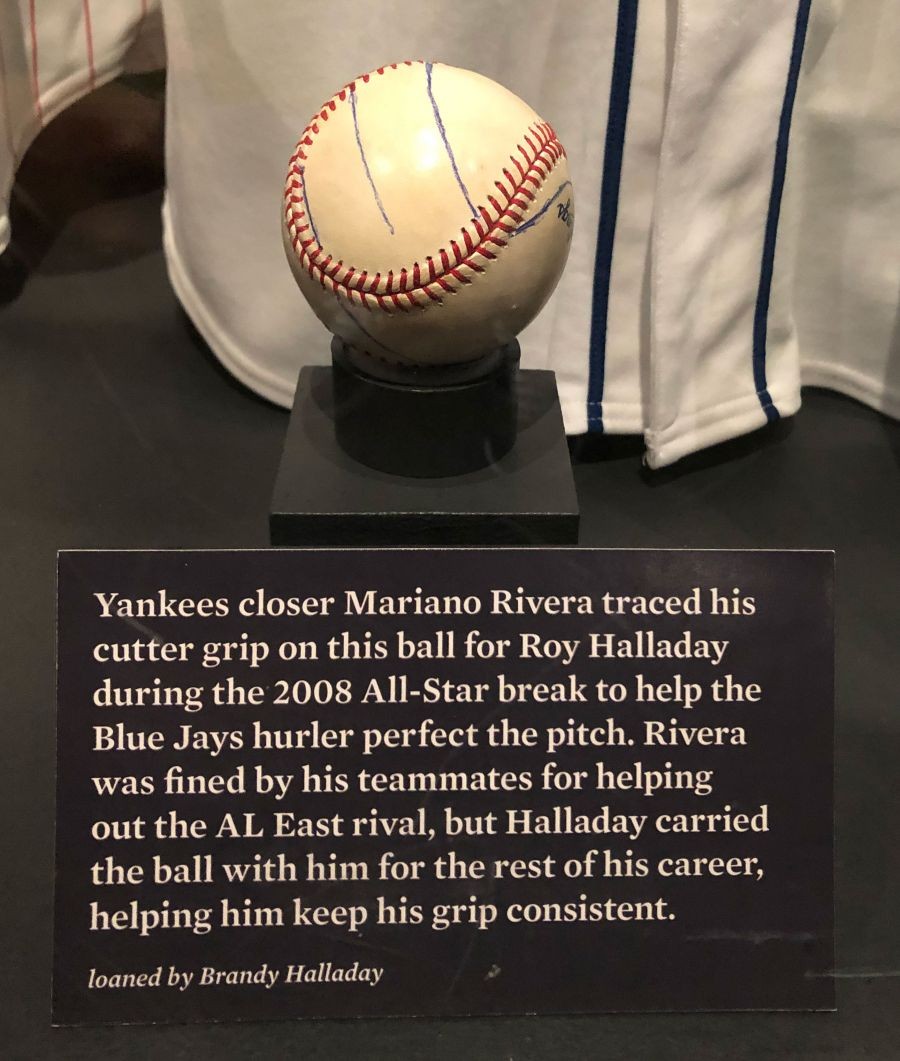 Yankees closer Mariano Rivera traced his
cutter grip on this ball for Roy Halladay
during the 2008 All-Star break to help the
Blue Jays hurler perfect the pitch. Rivera
was fined by his teammates for helping
out the AL East rival, but Halladay carried
the ball with him for the rest of his career,
helping him keep his grip consistent.
loaned by Brandy Halladay